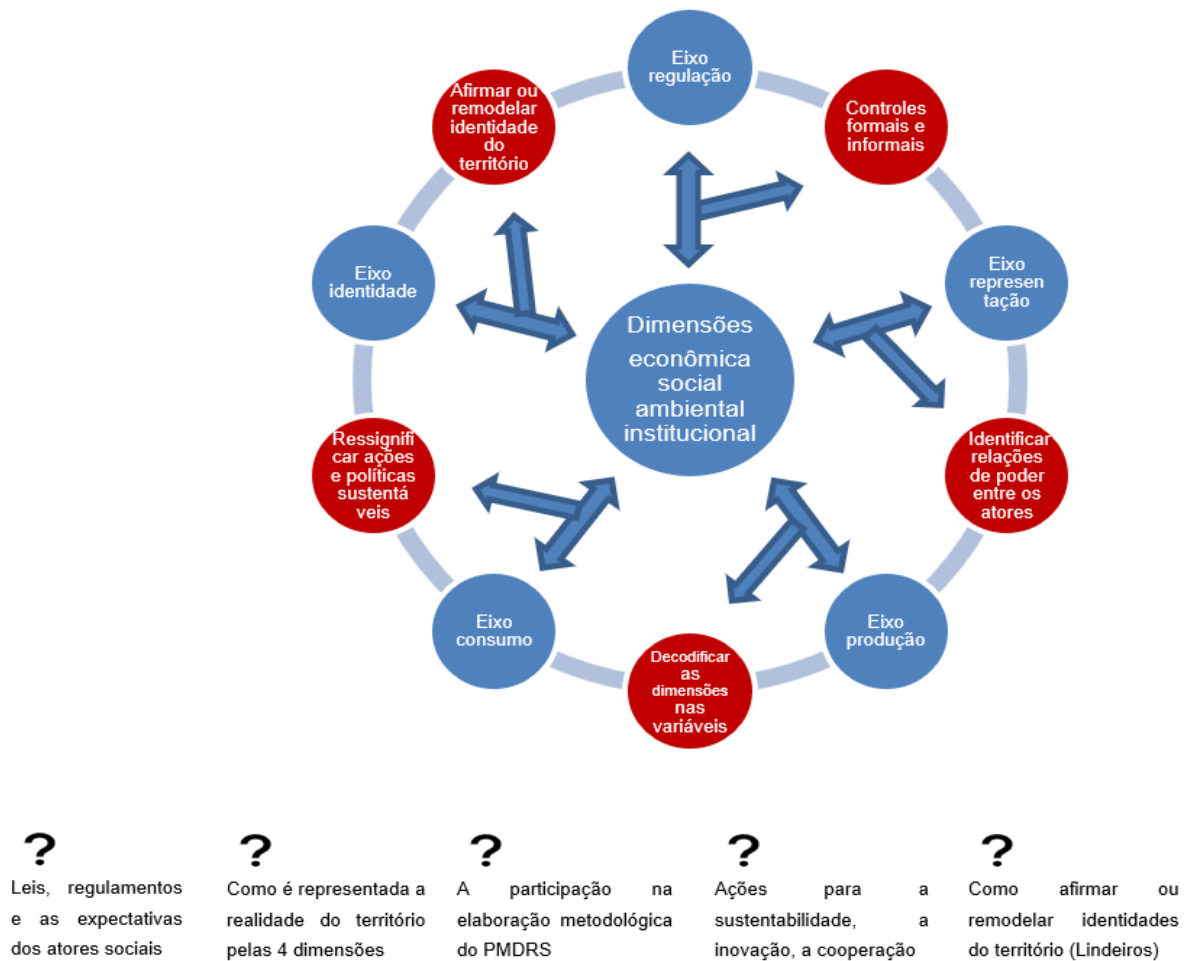 Eixo
regulação
Controles
formais e
informais
Eixo
represen
tação
Identificar
relações
de poder
entre os
atores
Eixo
produção
Decodificar
as
dimensões
nas
variáveis
Eixo
consumo
Ressignifi
car ações
e políticas
sustentá
veis
Eixo
identidade
Afirmar ou
remodelar
identidade
do
território
Dimensões
econômica
social
ambiental
institucional
?
Leis, regulamentos
e as expectativas
dos atores sociais
?
Como é representada a
realidade do território
pelas 4 dimensões
?
A participação na
elaboração metodológica
do PMDRS
?
Ações para a
sustentabilidade, a
inovação, a cooperação
?
Como afirmar ou
remodelar identidades
do território (Lindeiros)